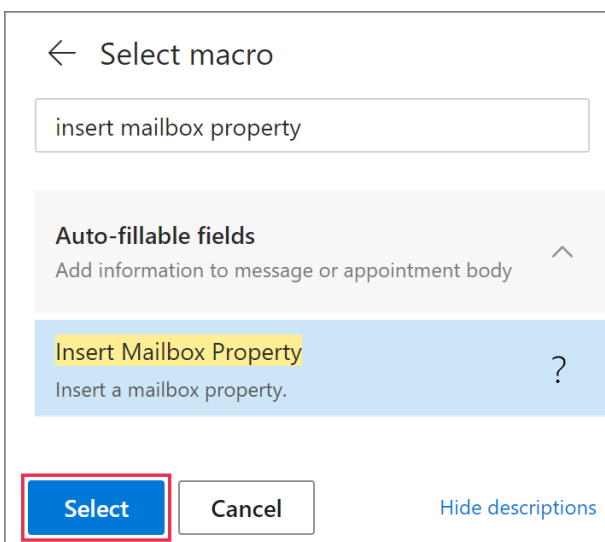 Select macro
insert mailbox property
Auto-fillable fields
Add information to message or appointment body
Insert Mailbox Property
Insert a mailbox property.
?
Select Cancel Hide descriptions